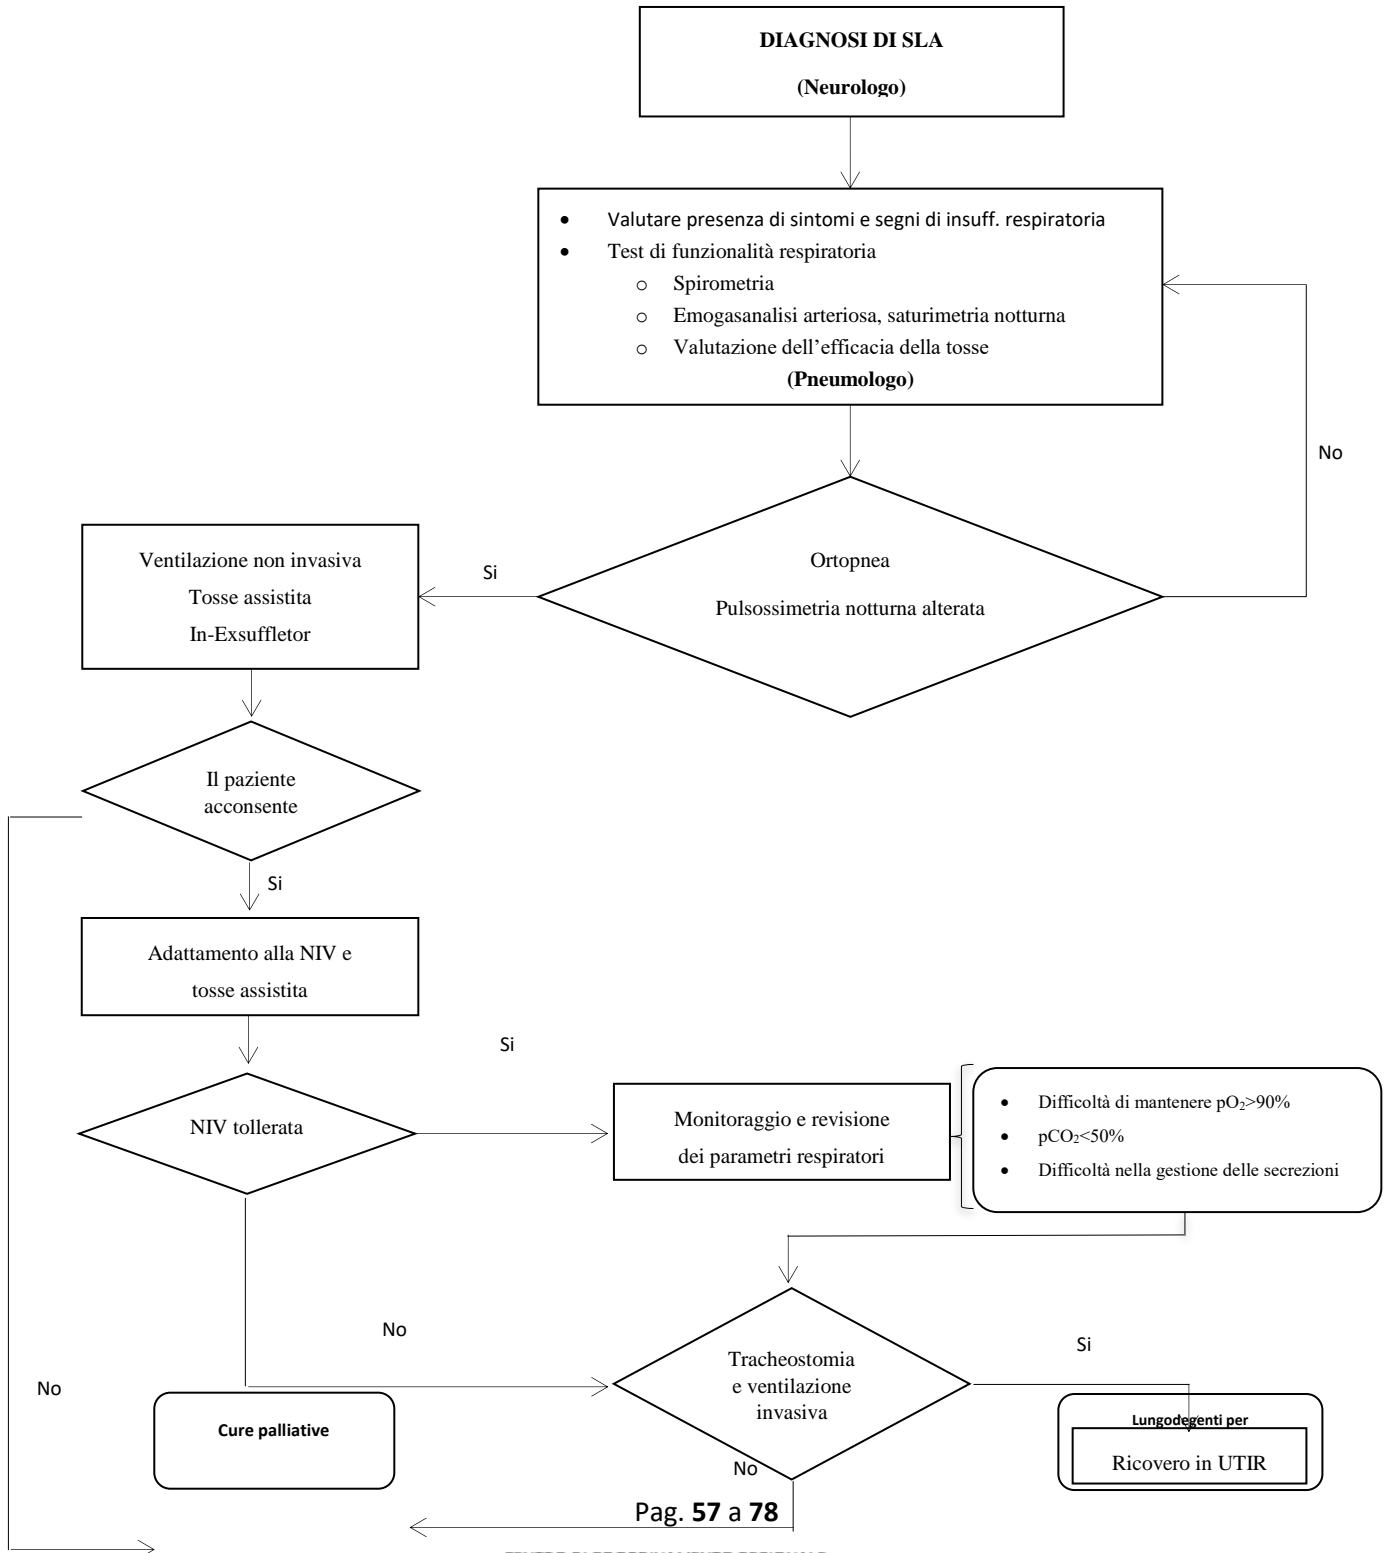 DIAGNOSI DI SLA
(Neurologo)
• Valutare presenza di sintomi e segni di insuff. respiratoria
• Test di funzionalità respiratoria
o Spirometria
o Emogasanalisi arteriosa, saturimetria notturna
o Valutazione dell’efficacia della tosse
(Pneumologo)
No
Ortopnea
Pulsossimetria notturna alterata
Si
Ventilazione non invasiva
Tosse assistita
In-Exsuffletor
Il paziente
acconsente
Si
Adattamento alla NIV e
tosse assistita
Si
NIV tollerata
Monitoraggio e revisione
dei parametri respiratori
• Difficoltà di mantenere pO₂>90%
• pCO₂<50%
• Difficoltà nella gestione delle secrezioni
No
Tracheostomia
e ventilazione
invasiva
Si
No
Cure palliative
Lungodegenti per
Ricovero in UTIR
No
Pag. 57 a 78